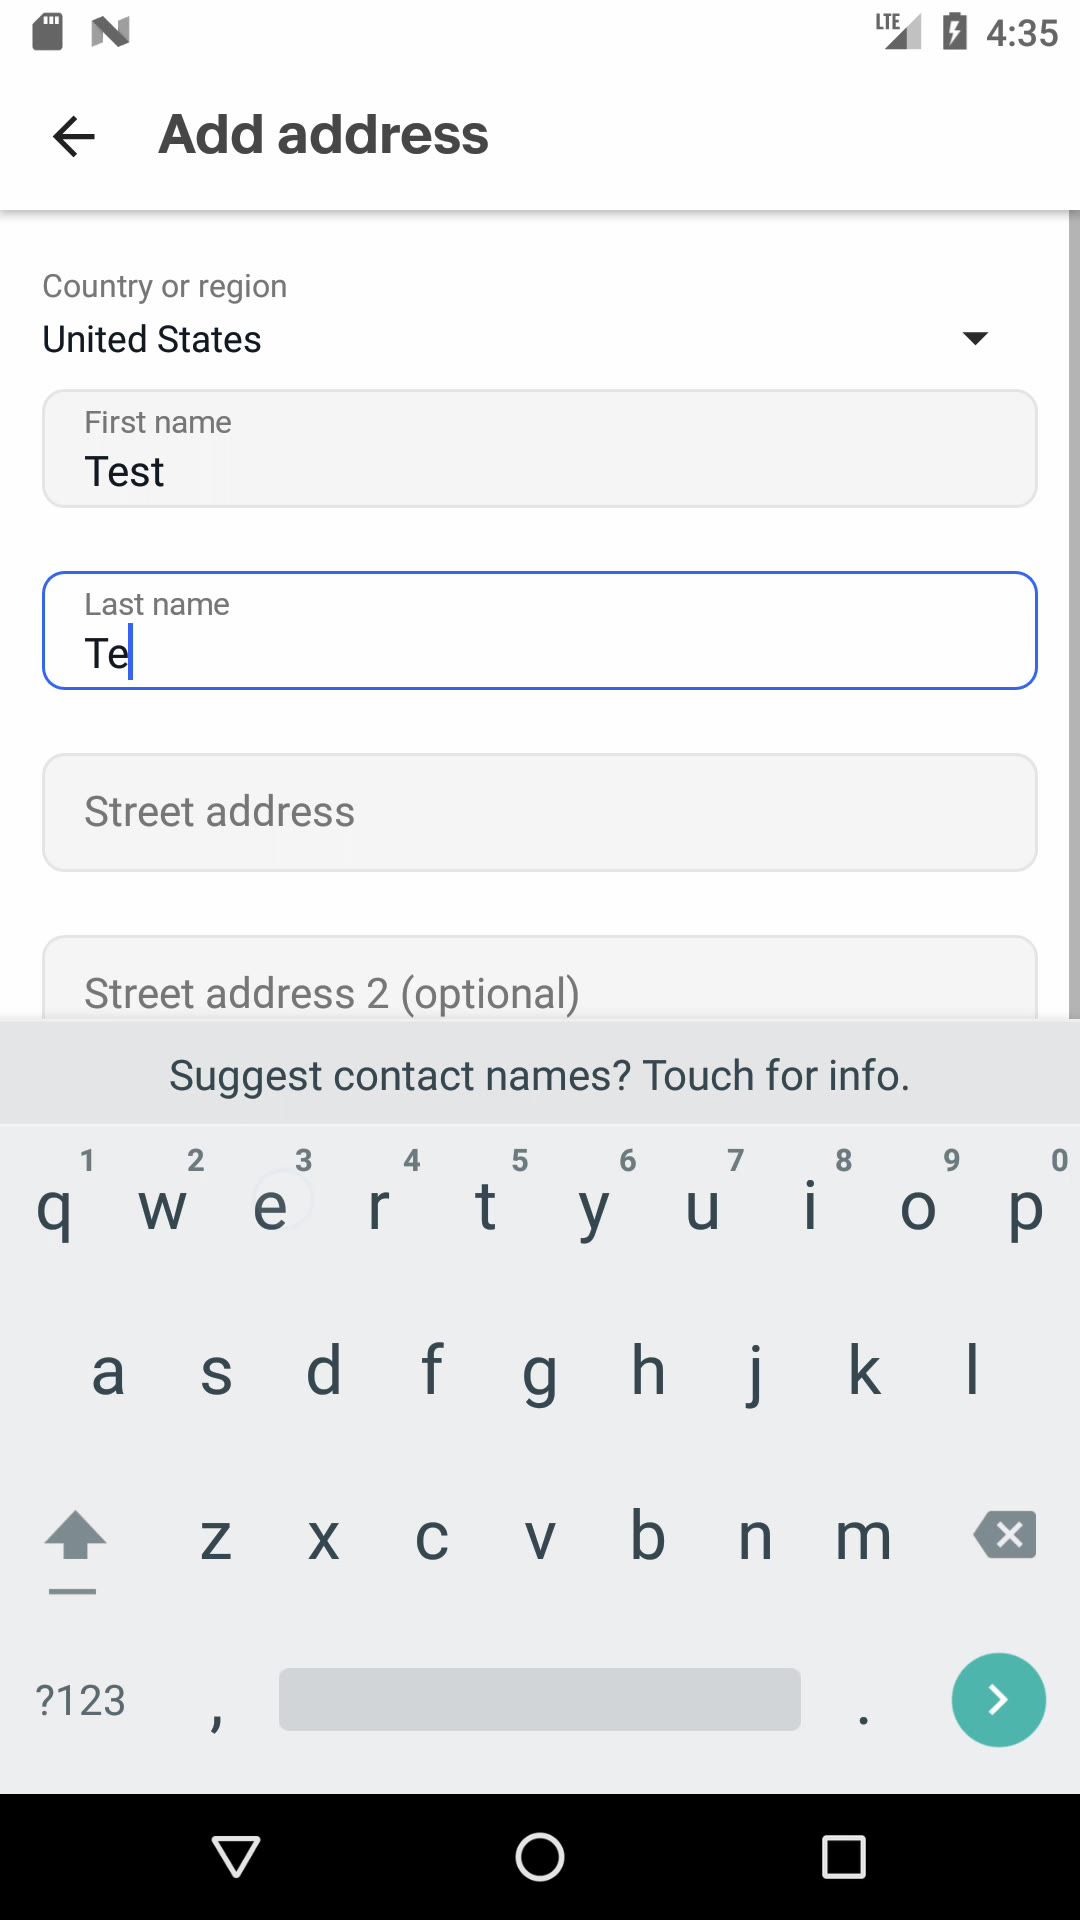 LTE 4:35
Add address
Country or region
United States
First name
Test
Last name
Te
Street address
Street address 2 (optional)
Suggest contact names? Touch for info.
1 2 3 4 5 6 7 8 9 0
q w e r t y u i o p
a s d f g h j k l
z x c v b n m
?123 , .